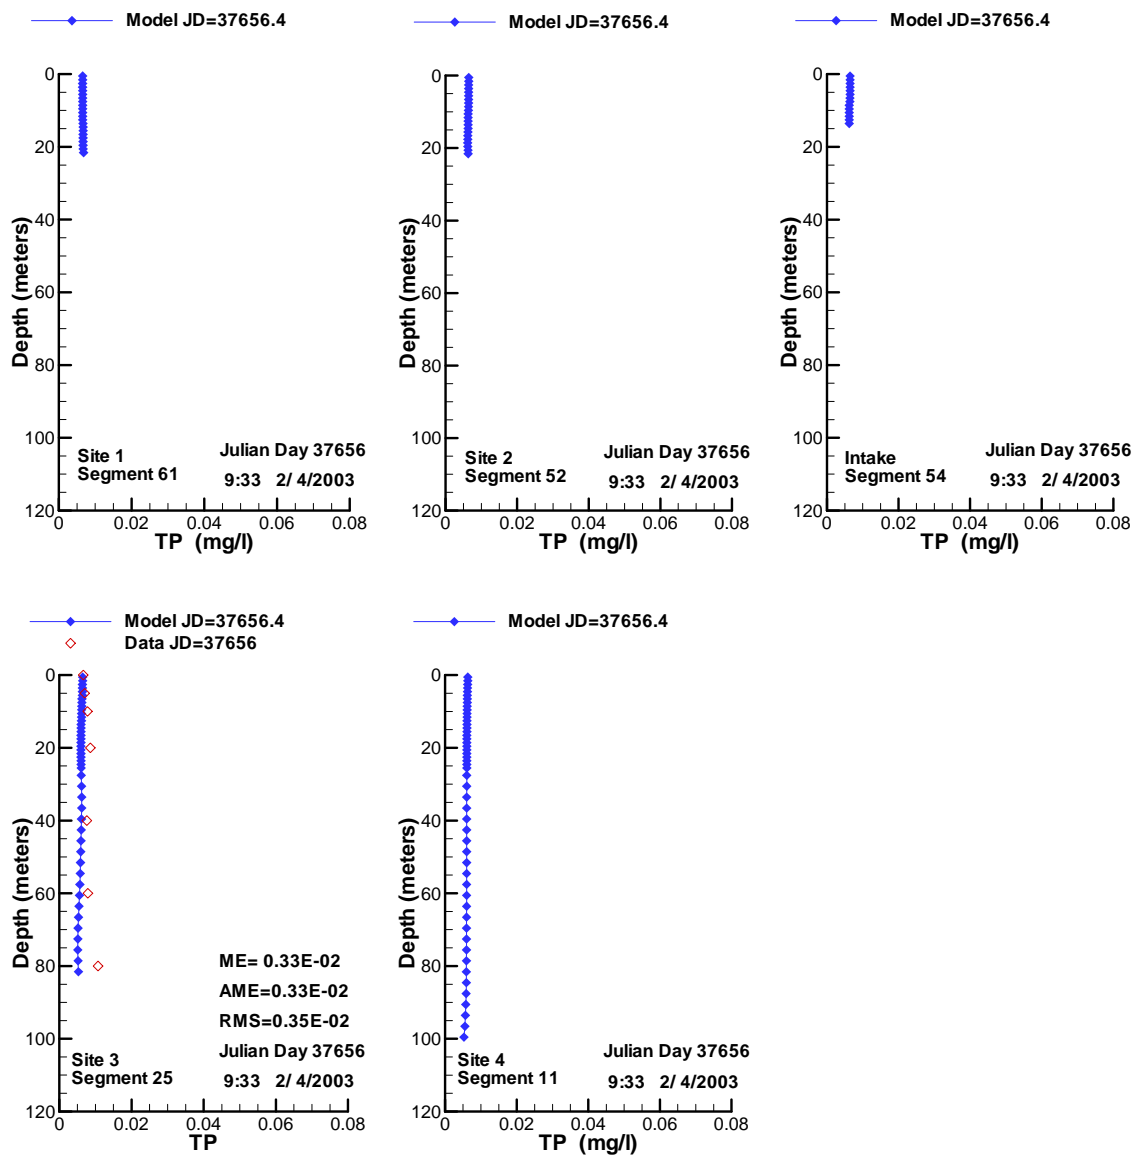 Model JD=37656.4
0
20
40
60
80
100
120
Depth (meters)
Site 1
Segment 61
Julian Day 37656
9:33 2/ 4/2003
0 0.02 0.04 0.06 0.08
TP (mg/l)
Model JD=37656.4
0
20
40
60
80
100
120
Depth (meters)
Site 2
Segment 52
Julian Day 37656
9:33 2/ 4/2003
0 0.02 0.04 0.06 0.08
TP (mg/l)
Model JD=37656.4
0
20
40
60
80
100
120
Depth (meters)
Intake
Segment 54
Julian Day 37656
9:33 2/ 4/2003
0 0.02 0.04 0.06 0.08
TP (mg/l)
Model JD=37656.4
Data JD=37656
0
20
40
60
80
100
120
Depth (meters)
ME= 0.33E-02
AME=0.33E-02
RMS=0.35E-02
Site 3
Segment 25
Julian Day 37656
9:33 2/ 4/2003
0 0.02 0.04 0.06 0.08
TP
Model JD=37656.4
0
20
40
60
80
100
120
Depth (meters)
Site 4
Segment 11
Julian Day 37656
9:33 2/ 4/2003
0 0.02 0.04 0.06 0.08
TP (mg/l)